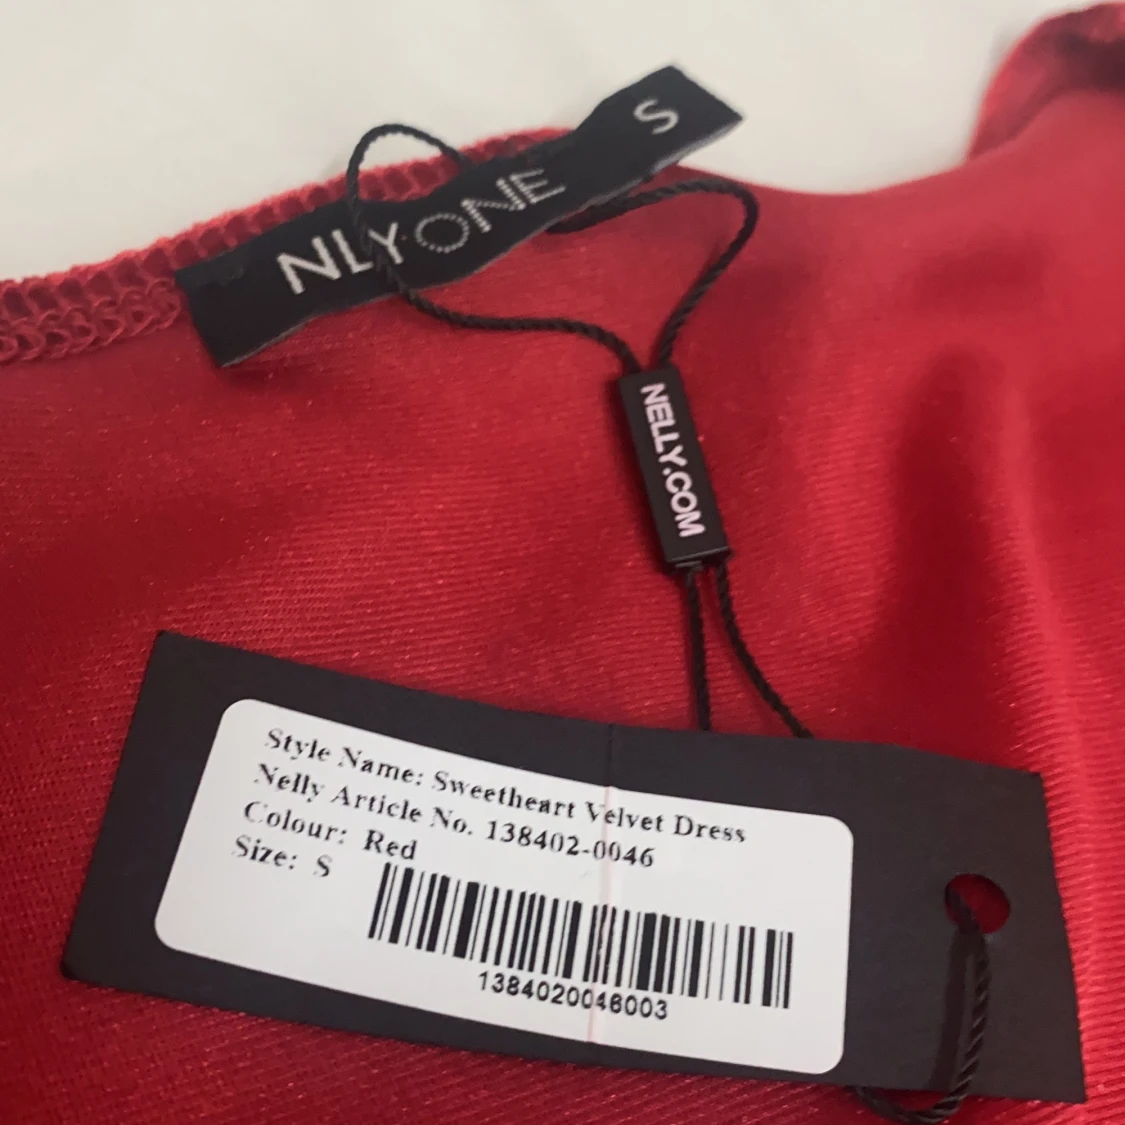 S
NLY ONE
NELLY.COM
Style Name: Sweetheart Velvet Dress
Nelly Article No. 138402-0046
Colour: Red
Size: S
1384020046003